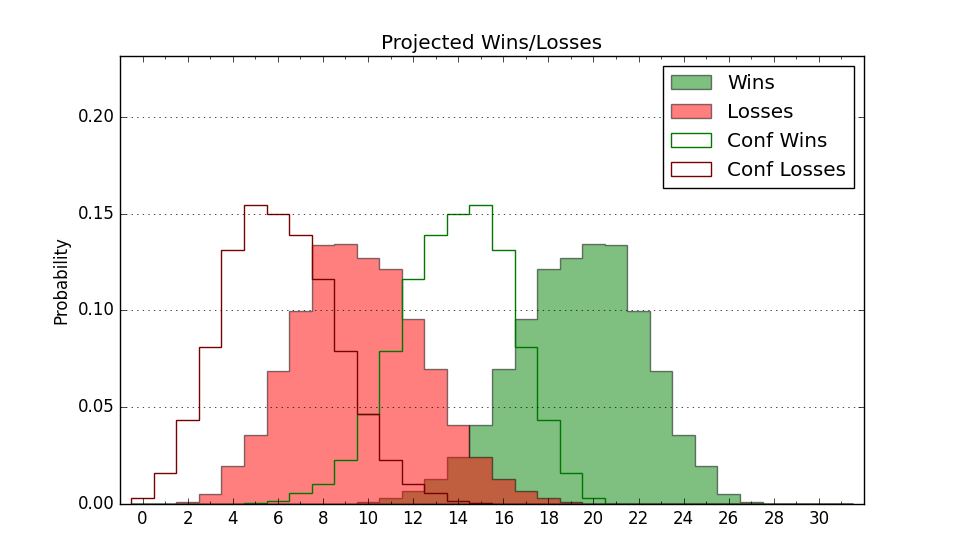 Projected Wins/Losses
Wins
Losses
Conf Wins
Conf Losses
Probability
0.20
0.15
0.10
0.05
0.00
0 2 4 6 8 10 12 14 16 18 20 22 24 26 28 30